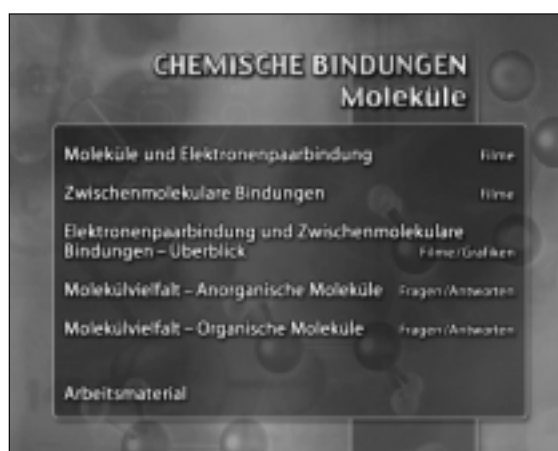 CHEMISCHE BINDUNGEN
Moleküle
Moleküle und Elektronenpaarbindung Filme
Zwischenmolekulare Bindungen Filme
Elektronenpaarbindung und Zwischenmolekulare
Bindungen – Überblick Filme/Grafiken
Molekülvielfalt – Anorganische Moleküle Fragen/Antworten
Molekülvielfalt – Organische Moleküle Fragen/Antworten
Arbeitsmaterial